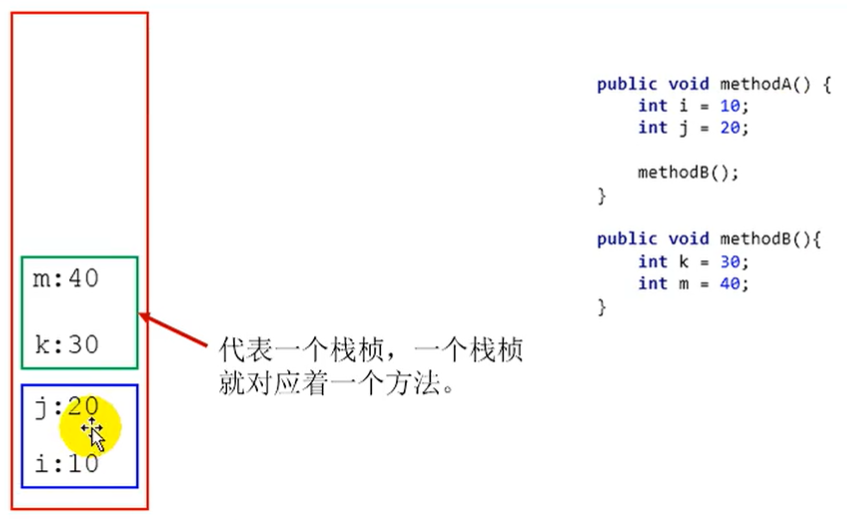 public void methodA() {
int i = 10;
int j = 20;
methodB();
}
public void methodB(){
int k = 30;
int m = 40;
}
m:40
k:30
代表一个栈桢，一个栈桢
就对应着一个方法。
j:20
i:10